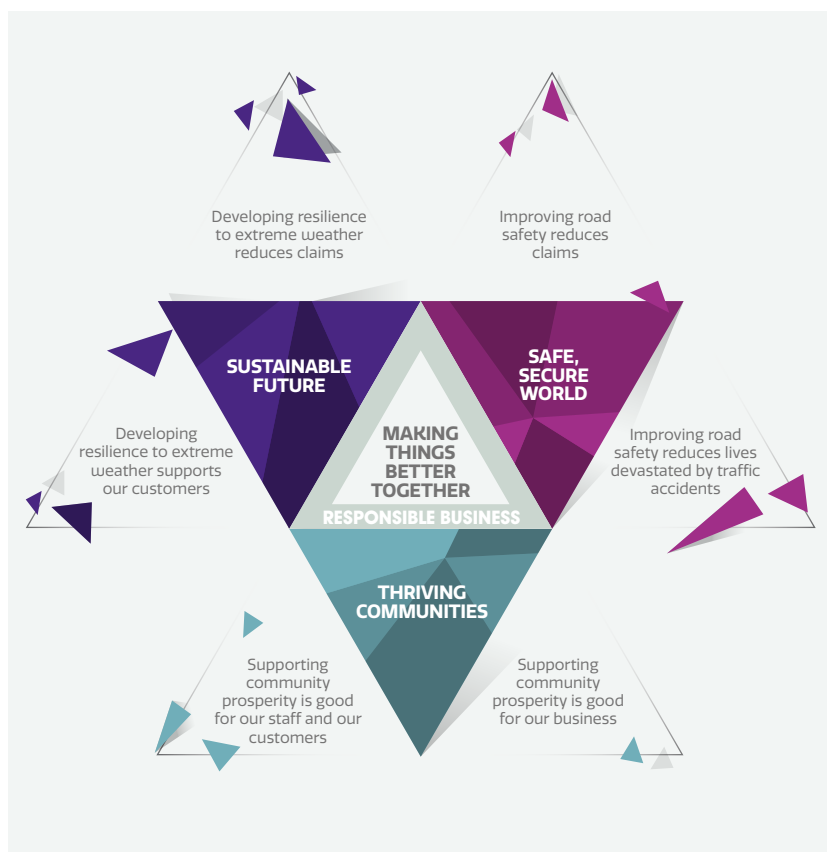 Developing resilience
to extreme weather
reduces claims
Improving road
safety reduces
claims
SUSTAINABLE
FUTURE
SAFE,
SECURE
WORLD
Developing
resilience to extreme
weather supports
our customers
MAKING
THINGS
BETTER
TOGETHER
RESPONSIBLE BUSINESS
Improving road
safety reduces lives
devastated by traffic
accidents
THRIVING
COMMUNITIES
Supporting
community
prosperity is good
for our staff and our
customers
Supporting
community
prosperity is good
for our business